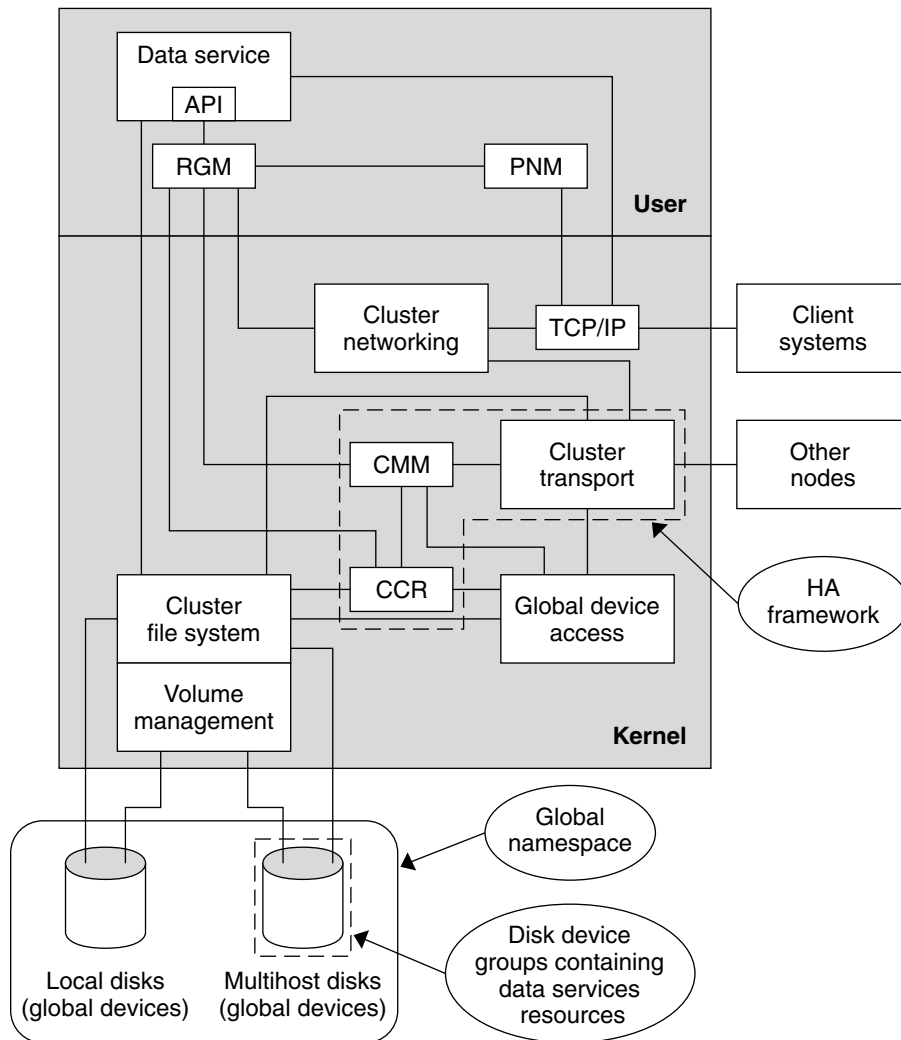 Data service
API
RGM
PNM
User
Cluster
networking
TCP/IP
Client
systems
CMM
Cluster
transport
Other
nodes
CCR
Cluster
file system
Global device
access
HA
framework
Volume
management
Kernel
Global
namespace
Local disks
(global devices)
Multihost disks
(global devices)
Disk device
groups containing
data services
resources